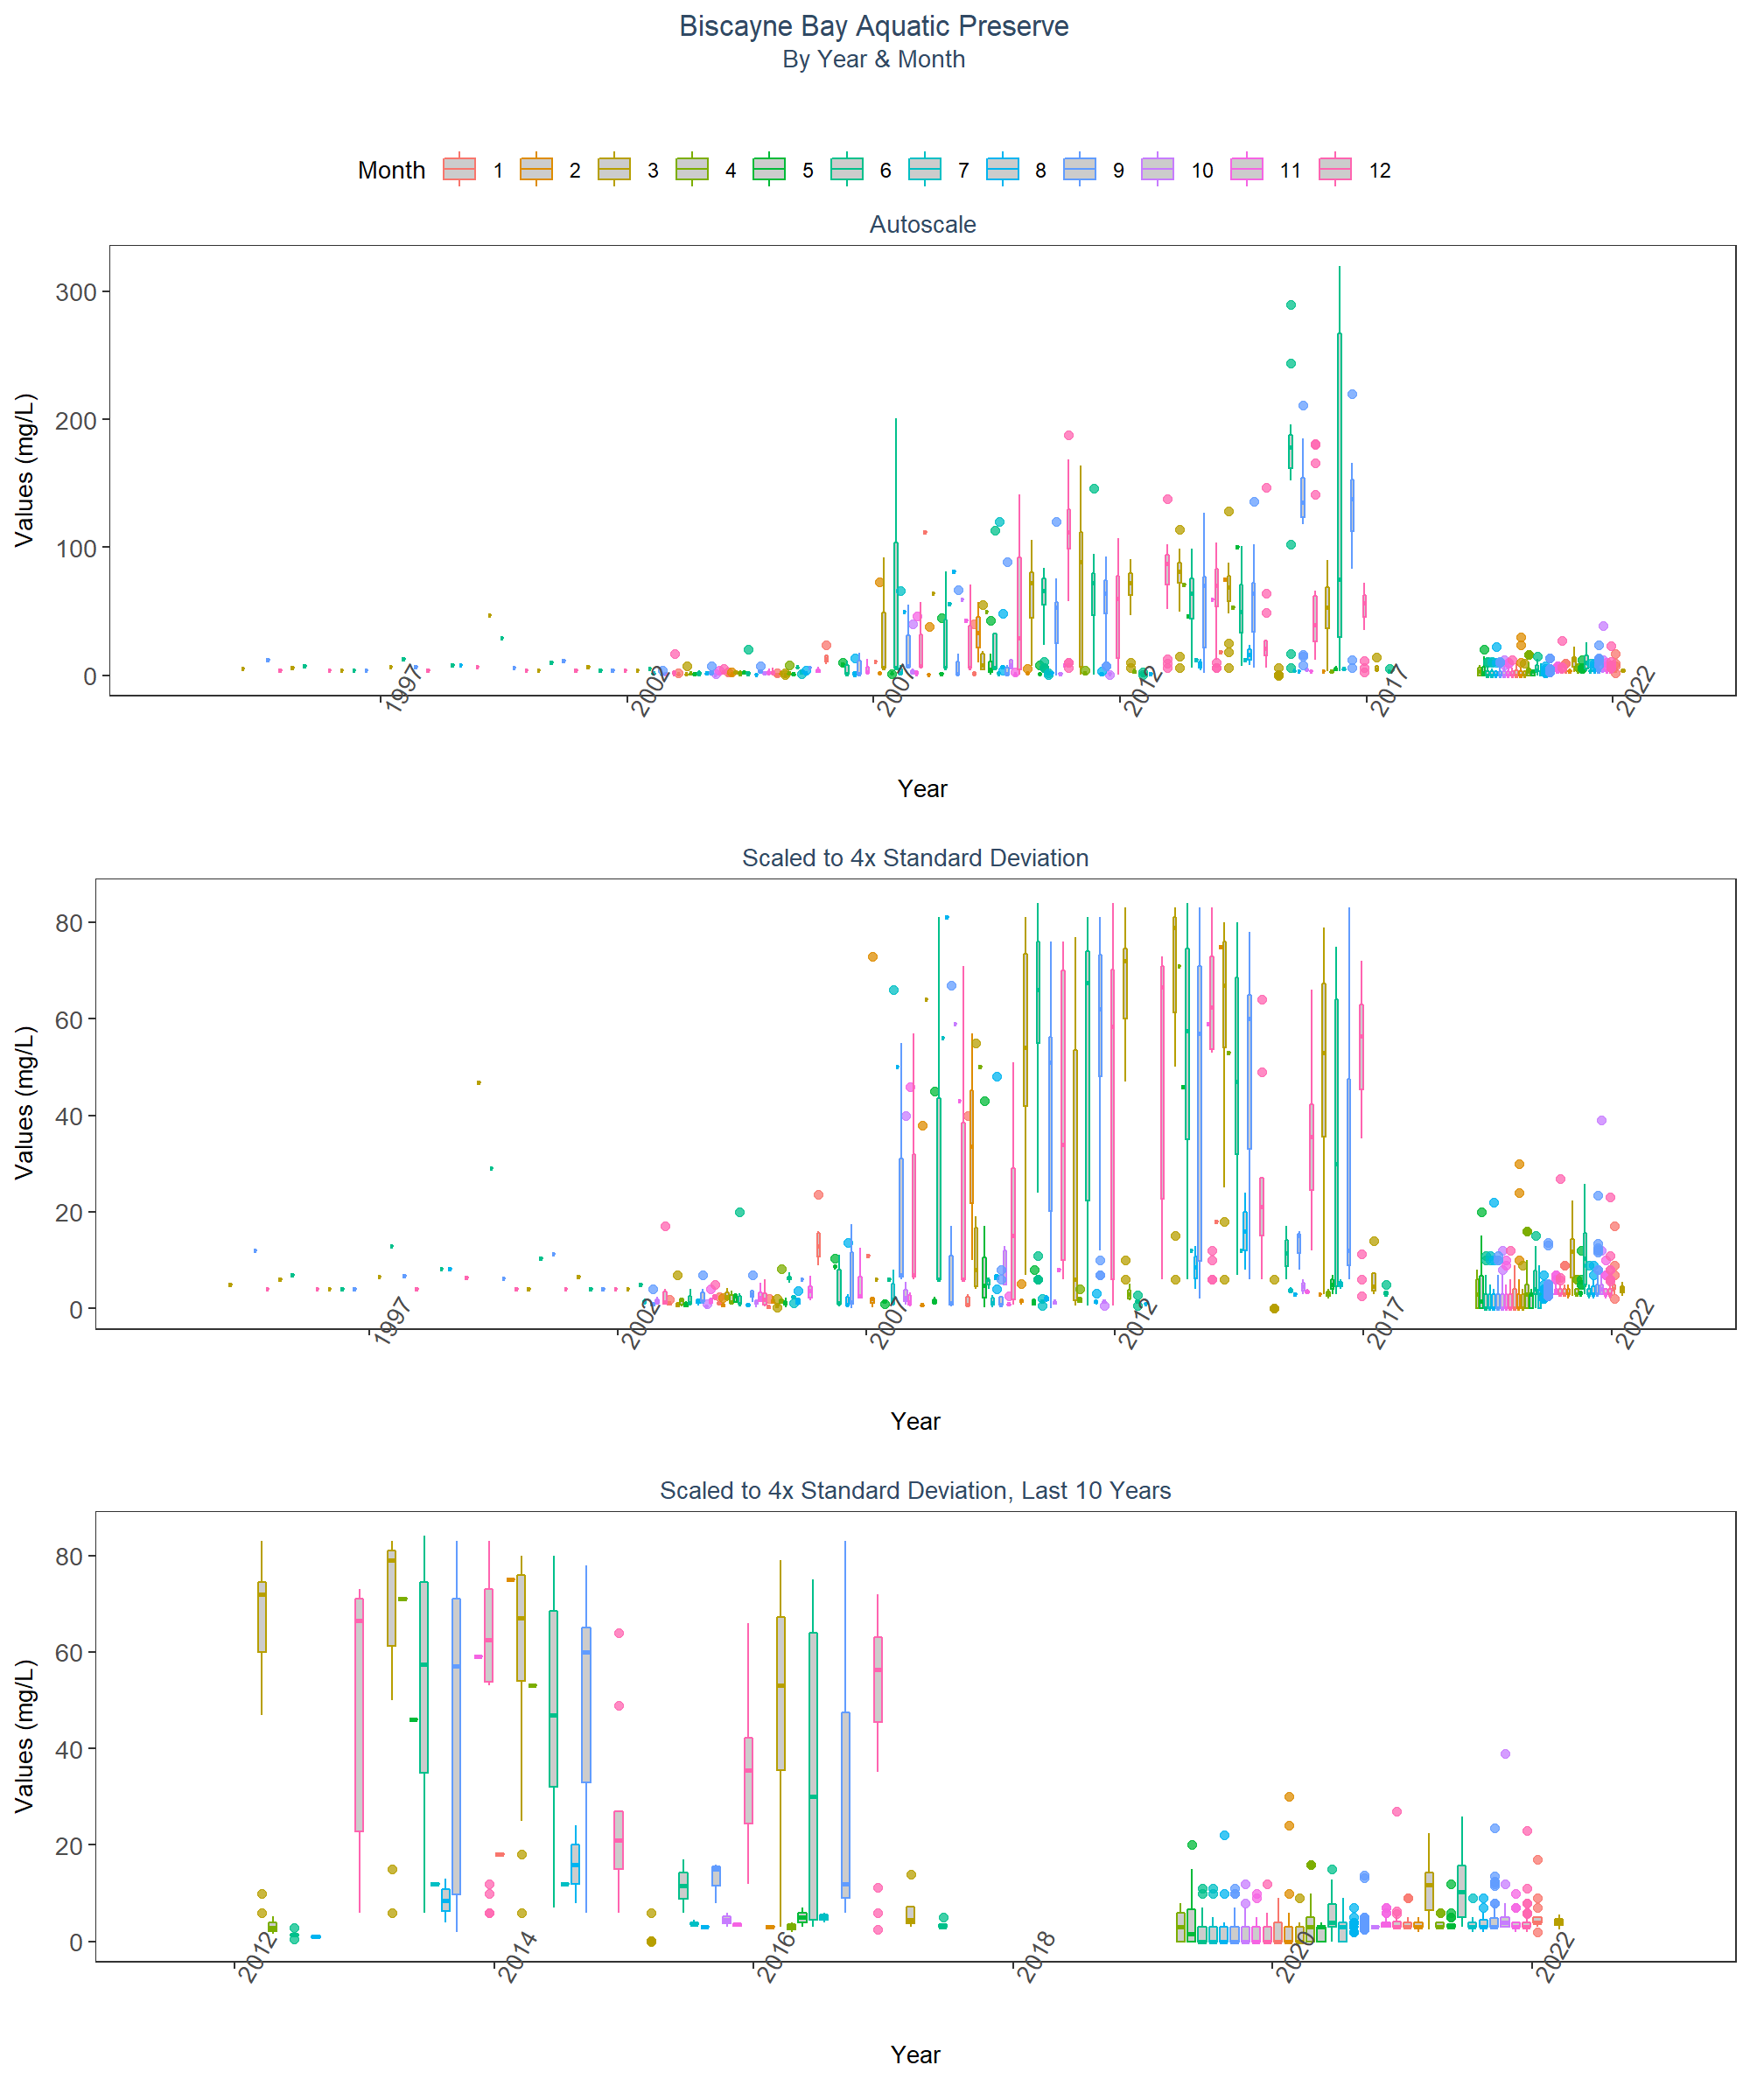 Biscayne Bay Aquatic Preserve
By Year & Month
Month 1 2 3 4 5 6 7 8 9 10 11 12
Autoscale
Values (mg/L)
300
200
100
0
1997 2002 2007 2012 2017 2022
Year
Scaled to 4x Standard Deviation
Values (mg/L)
80
60
40
20
0
1997 2002 2007 2012 2017 2022
Year
Scaled to 4x Standard Deviation, Last 10 Years
Values (mg/L)
80
60
40
20
0
2012 2014 2016 2018 2020 2022
Year